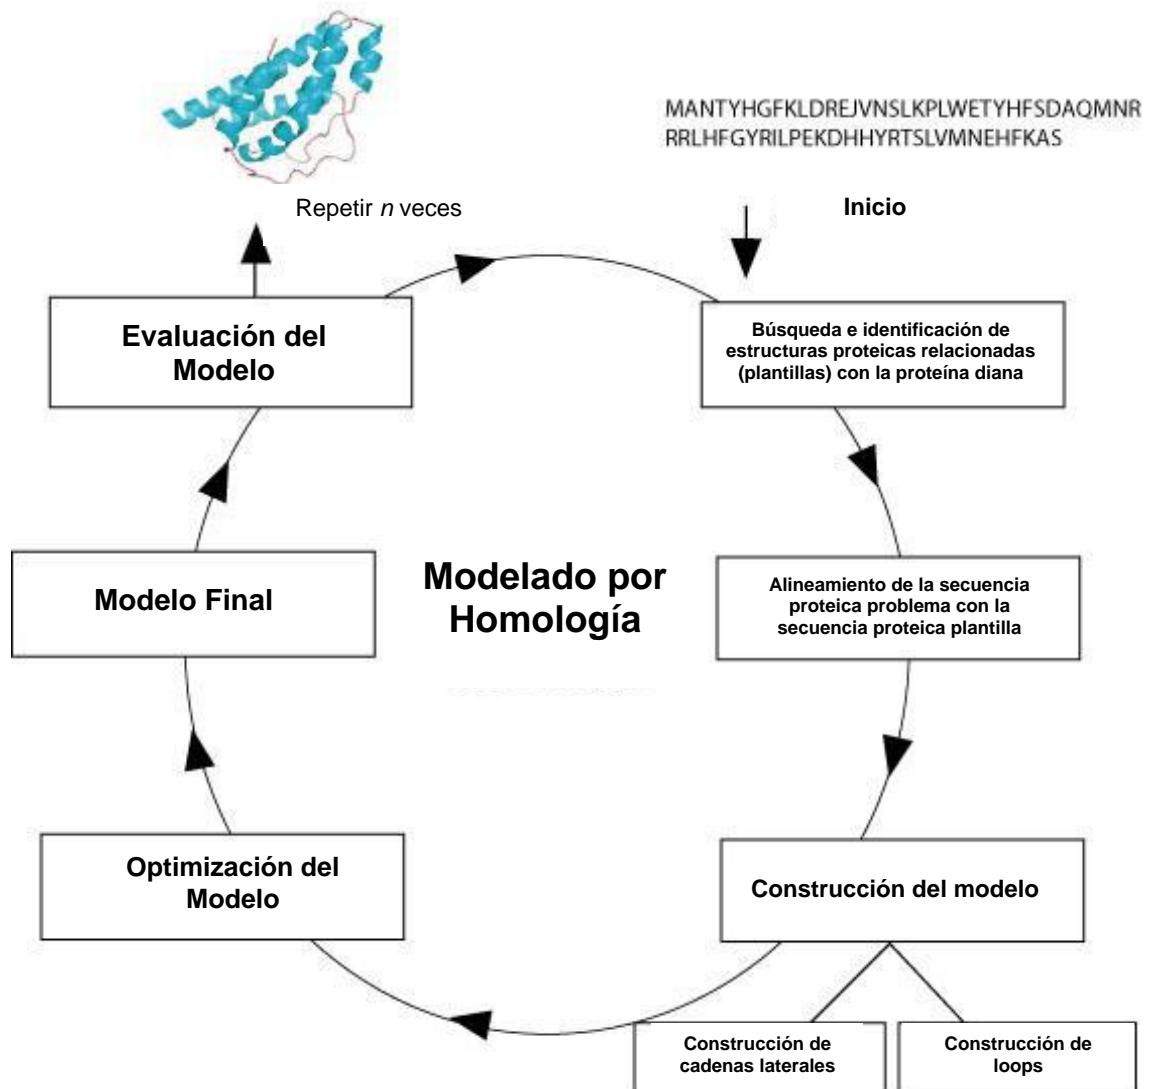 MANTYHGFKLDREJVNSLKPLWETYHFSDAQMNR
RRLHFGYRILPEKDHHYRTSLVMNEHFKAS
Repetir n veces
Inicio
Evaluación del
Modelo
Búsqueda e identificación de
estructuras proteicas relacionadas
(plantillas) con la proteína diana
Modelo Final
Modelado por
Homología
Alineamiento de la secuencia
proteica problema con la
secuencia proteica plantilla
Optimización del
Modelo
Construcción del modelo
Construcción de
cadenas laterales
Construcción de
loops